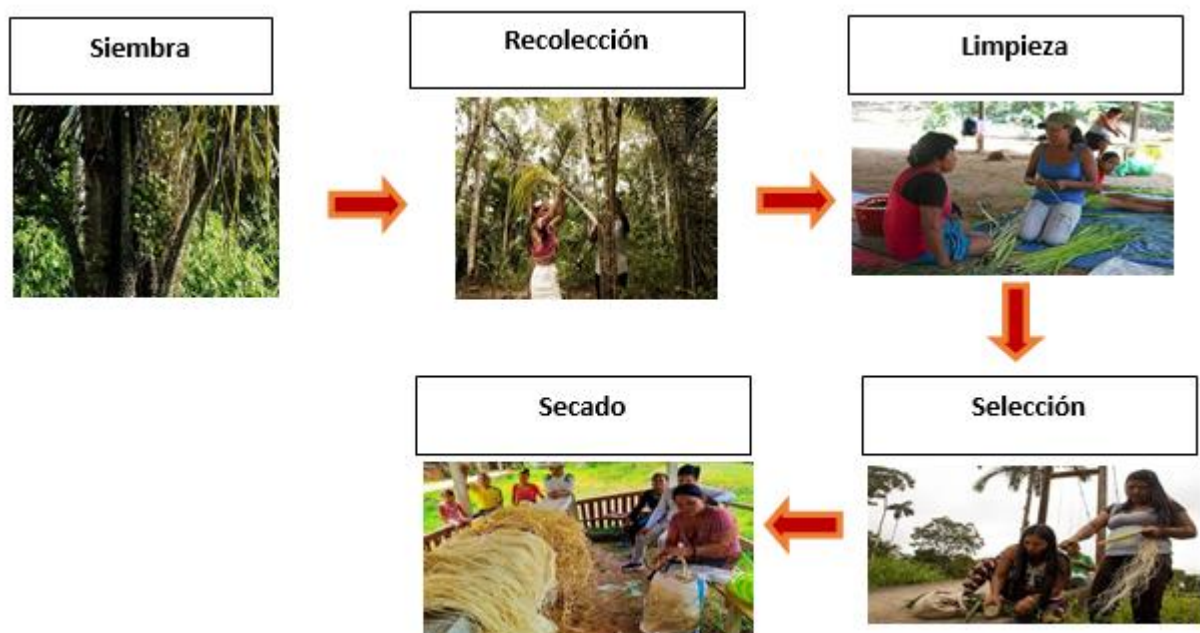 Siembra
Recolección
Limpieza
Selección
Secado